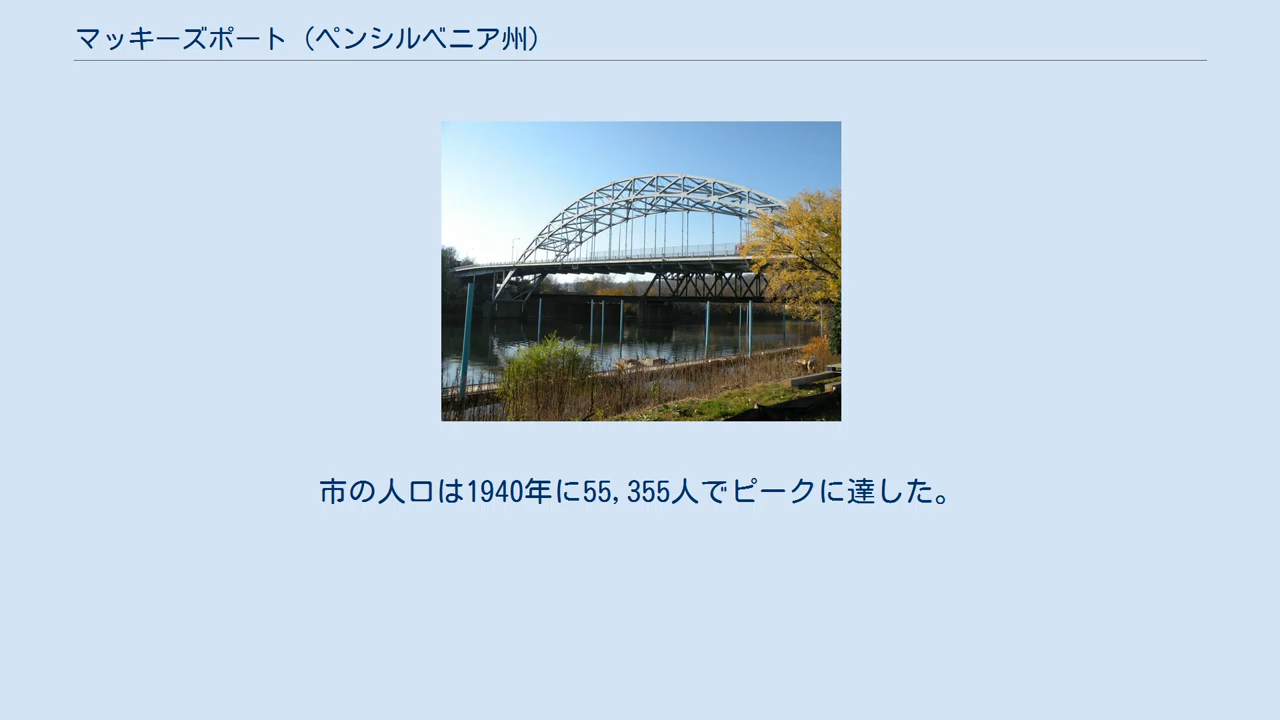 マッキーズポート（ペンシルベニア州）
市の人口は1940年に55,355人でピークに達した。